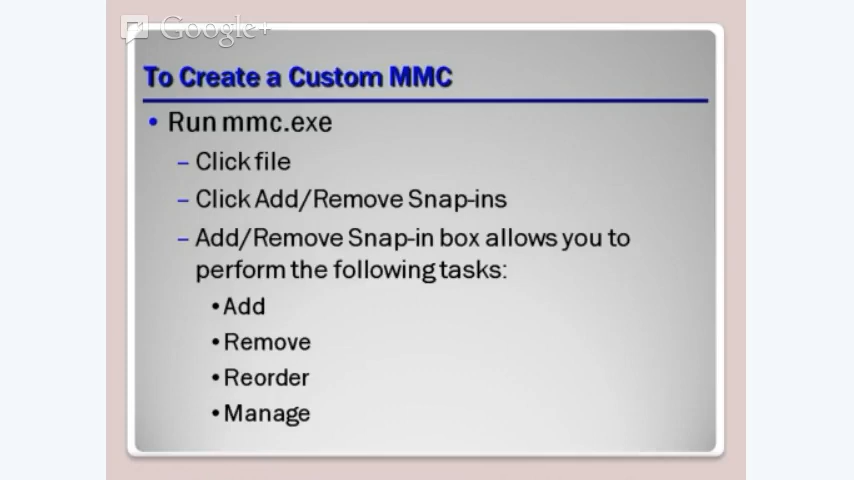 Google+
To Create a Custom MMC
• Run mmc.exe
– Click file
– Click Add/Remove Snap-ins
– Add/Remove Snap-in box allows you to
perform the following tasks:
• Add
• Remove
• Reorder
• Manage